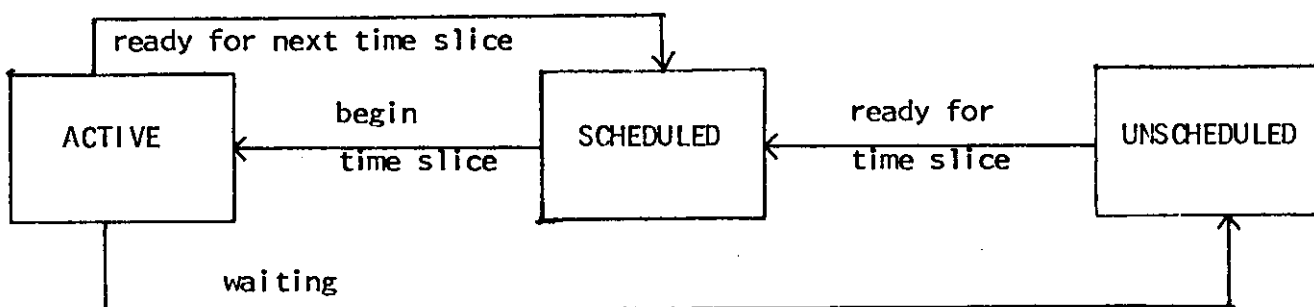 ready for next time slice
ACTIVE
begin
time slice
SCHEDULED
ready for
time slice
UNSCHEDULED
waiting